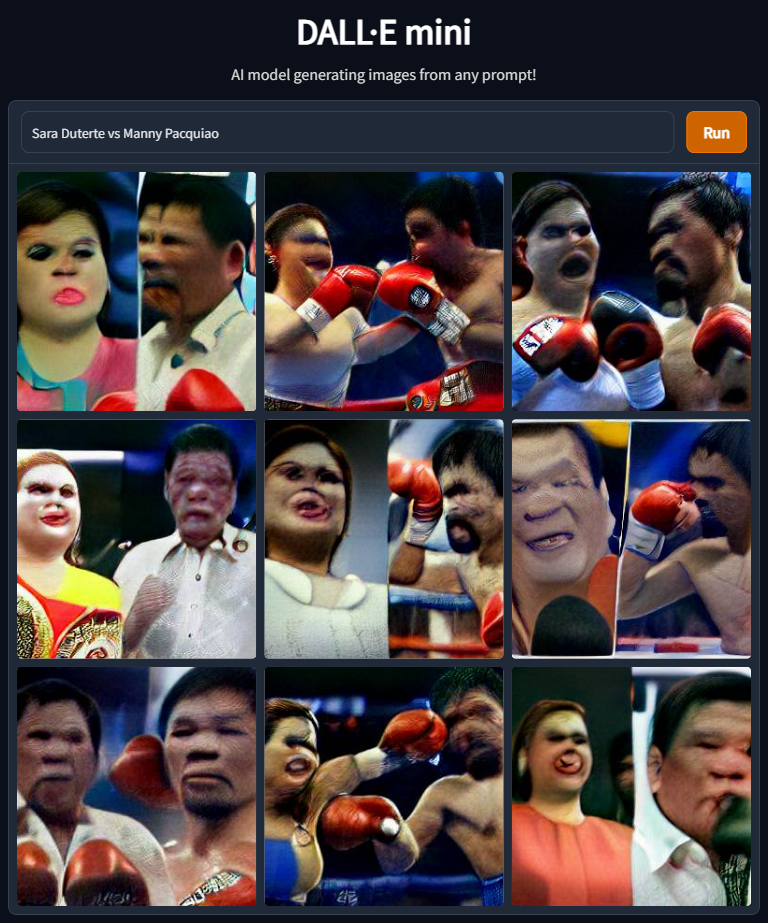 DALL·E mini
AI model generating images from any prompt!
Sara Duterte vs Manny Pacquiao
Run